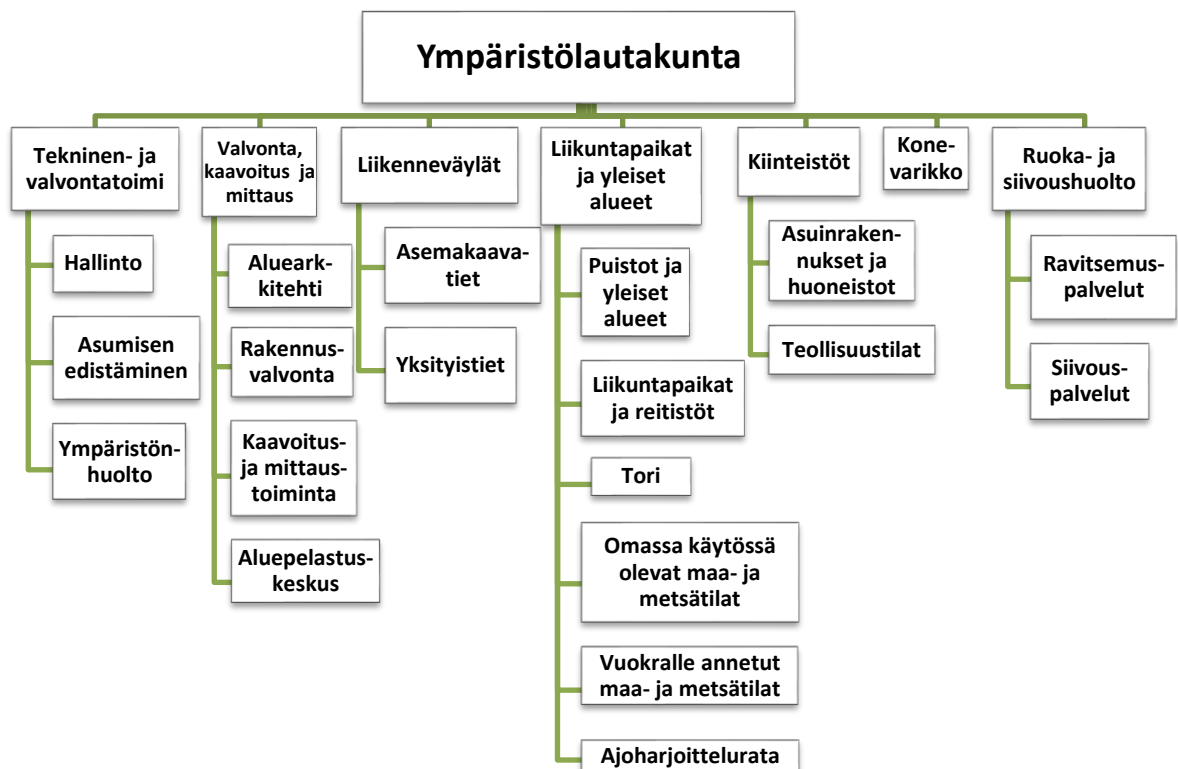 Ympäristölautakunta
Tekninen- ja
valvontatoimi
Hallinto
Asumisen
edistäminen
Ympäristön-
huolto
Valvonta,
kaavoitus ja
mittaus
Alueark-
kitehti
Rakennus-
valvonta
Kaavoitus-
ja mittaus-
toiminta
Aluepelastus-
keskus
Liikenneväylät
Asemakaava-
tiet
Yksityistiet
Liikuntapaikat
ja yleiset
alueet
Puistot ja
yleiset
alueet
Liikuntapaikat
ja reitistöt
Tori
Omassa käytössä
olevat maa- ja
metsätilat
Vuokralle annetut
maa- ja metsätilat
Ajoharjoittelurata
Kiinteistöt
Asuinraken-
nukset ja
huoneistot
Teollisuustilat
Kone-
varikko
Ruoka- ja
siivoushuolto
Ravitsemus-
palvelut
Siivous-
palvelut